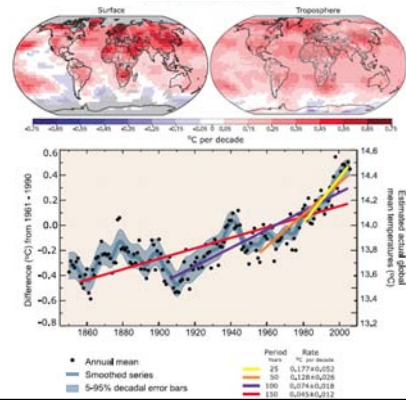 Surface
Troposphere
-0.75 -0.65 -0.55 -0.45 -0.35 -0.25 -0.15 -0.05 0 0.05 0.15 0.25 0.35 0.45 0.55 0.65 0.75
ºC per decade
Difference (ºC) from 1961 - 1990
0.6
0.4
0.2
0.0
-0.2
-0.4
-0.6
-0.8
14.6
14.4
14.2
14.0
13.8
13.6
13.4
13.2
Estimated actual global
mean temperatures (ºC)
1860 1880 1900 1920 1940 1960 1980 2000
Annual mean
Smoothed series
5-95% decadal error bars
Period Rate
Years ºC per decade
25 0.177±0.052
50 0.128±0.026
100 0.074±0.018
150 0.045±0.012